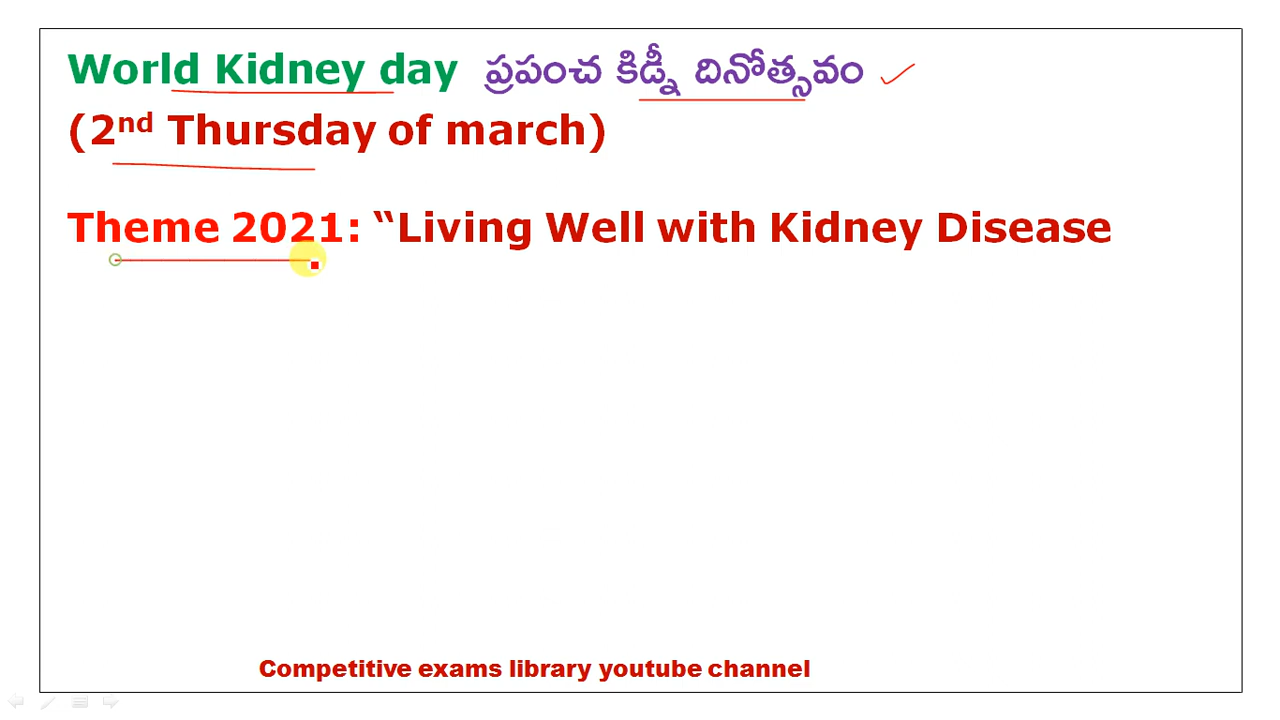 World Kidney day ప్రపంచ కిడ్నీ దినోత్సవం
(2nd Thursday of march)
Theme 2021: “Living Well with Kidney Disease
Competitive exams library youtube channel